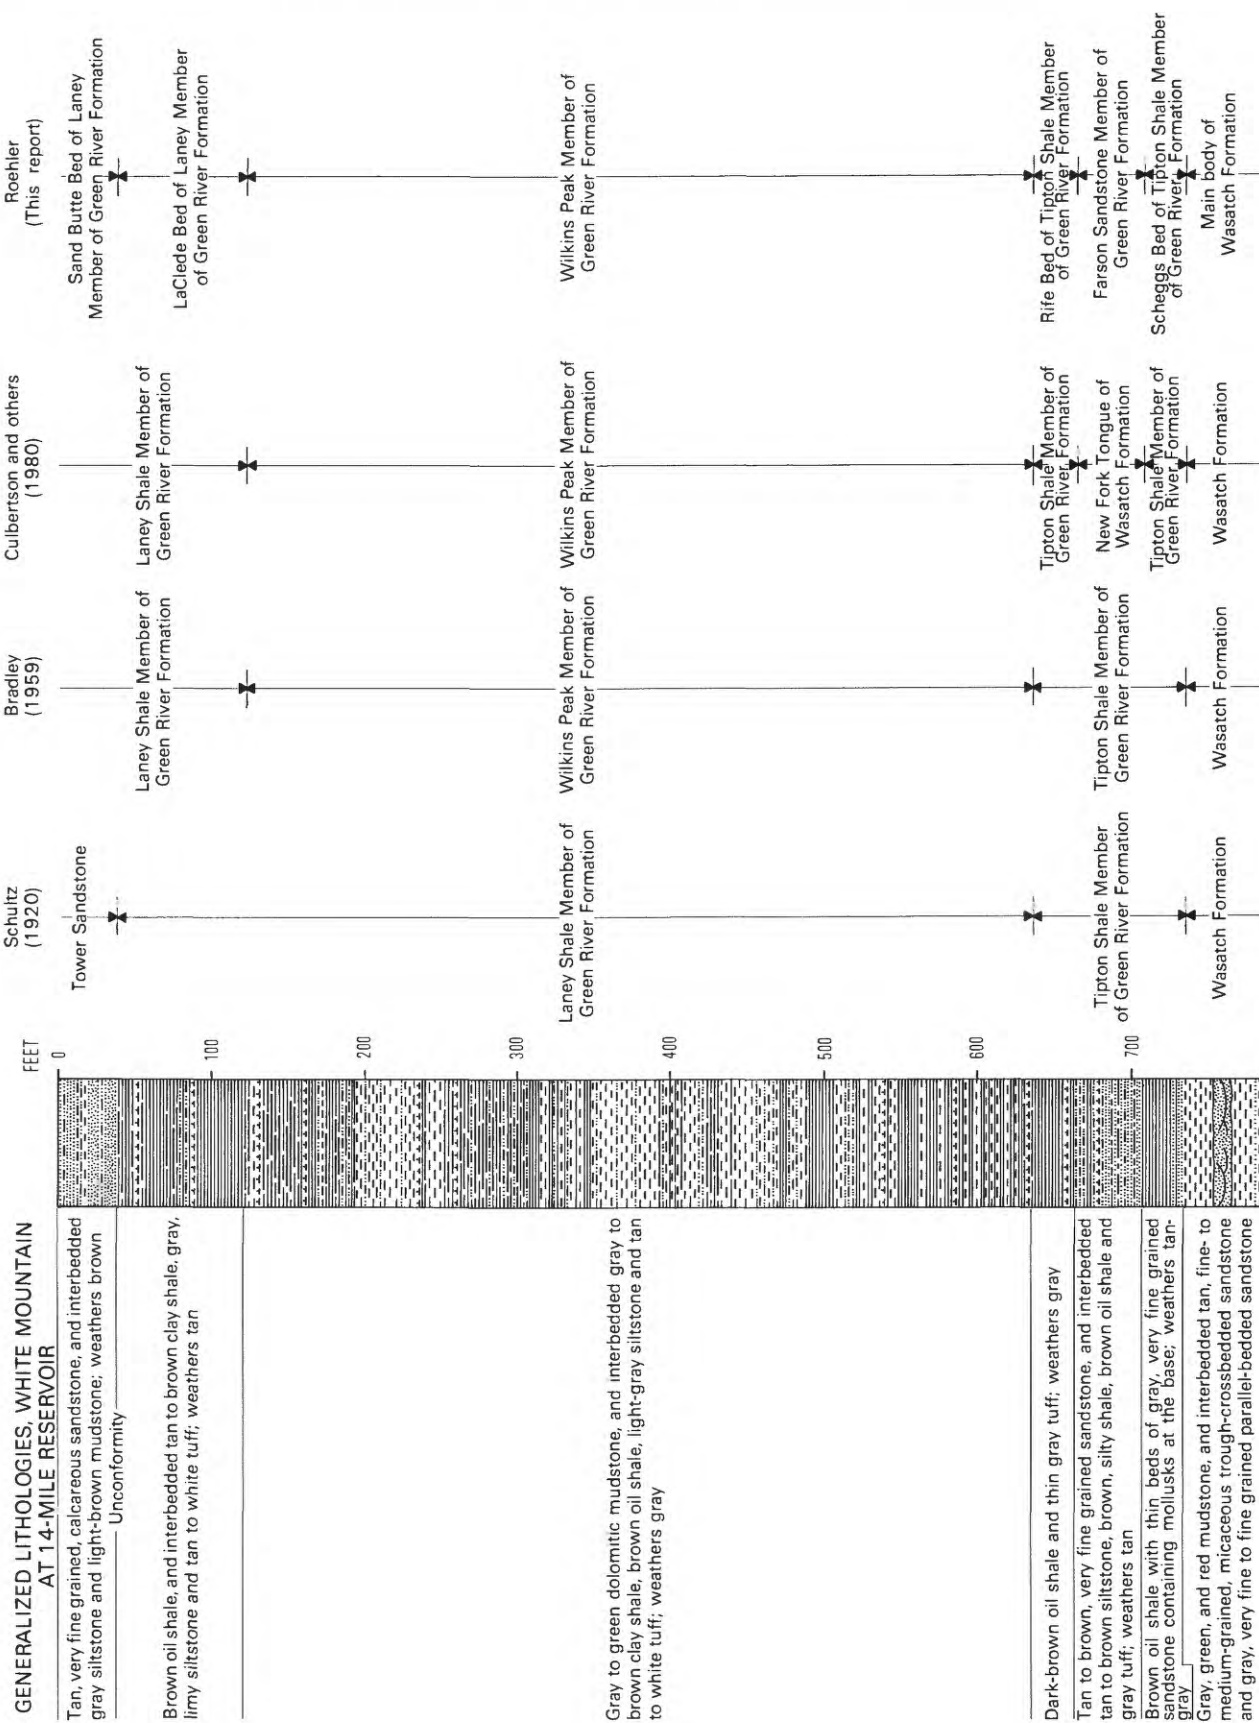 GENERALIZED LITHOLOGIES, WHITE MOUNTAIN
AT 14-MILE RESERVOIR
Tan, very fine grained, calcareous sandstone, and interbedded
gray siltstone and light-brown mudstone; weathers brown
Unconformity
Brown oil shale, and interbedded tan to brown clay shale, gray,
limy siltstone and tan to white tuff; weathers tan
Gray to green dolomitic mudstone, and interbedded gray to
brown clay shale, brown oil shale, light-gray siltstone and tan
to white tuff; weathers gray
Dark-brown oil shale and thin gray tuff; weathers gray
Tan to brown, very fine grained sandstone, and interbedded
tan to brown siltstone, brown, silty shale, brown oil shale and
gray tuff; weathers tan
Brown oil shale with thin beds of gray, very fine grained
sandstone containing mollusks at the base; weathers tan-
gray
Gray, green, and red mudstone, and interbedded tan, fine- to
medium-grained, micaceous trough-crossbedded sandstone
and gray, very fine to fine grained parallel-bedded sandstone
FEET
0
100
200
300
400
500
600
700
Schultz
(1920)
Tower Sandstone
Laney Shale Member of
Green River Formation
Tipton Shale Member
of Green River Formation
Wasatch Formation
Bradley
(1959)
Laney Shale Member of
Green River Formation
Wilkins Peak Member of
Green River Formation
Tipton Shale Member of
Green River Formation
Wasatch Formation
Culbertson and others
(1980)
Laney Shale Member of
Green River Formation
Wilkins Peak Member of
Green River Formation
Tipton Shale Member of
Green River Formation
New Fork Tongue of
Wasatch Formation
Tipton Shale Member of
Green River Formation
Wasatch Formation
Roehler
(This report)
Sand Butte Bed of Laney
Member of Green River Formation
LaClede Bed of Laney Member
of Green River Formation
Wilkins Peak Member of
Green River Formation
Rife Bed of Tipton Shale Member
of Green River Formation
Farson Sandstone Member of
Green River Formation
Scheggs Bed of Tipton Shale Member
of Green River Formation
Main body of
Wasatch Formation